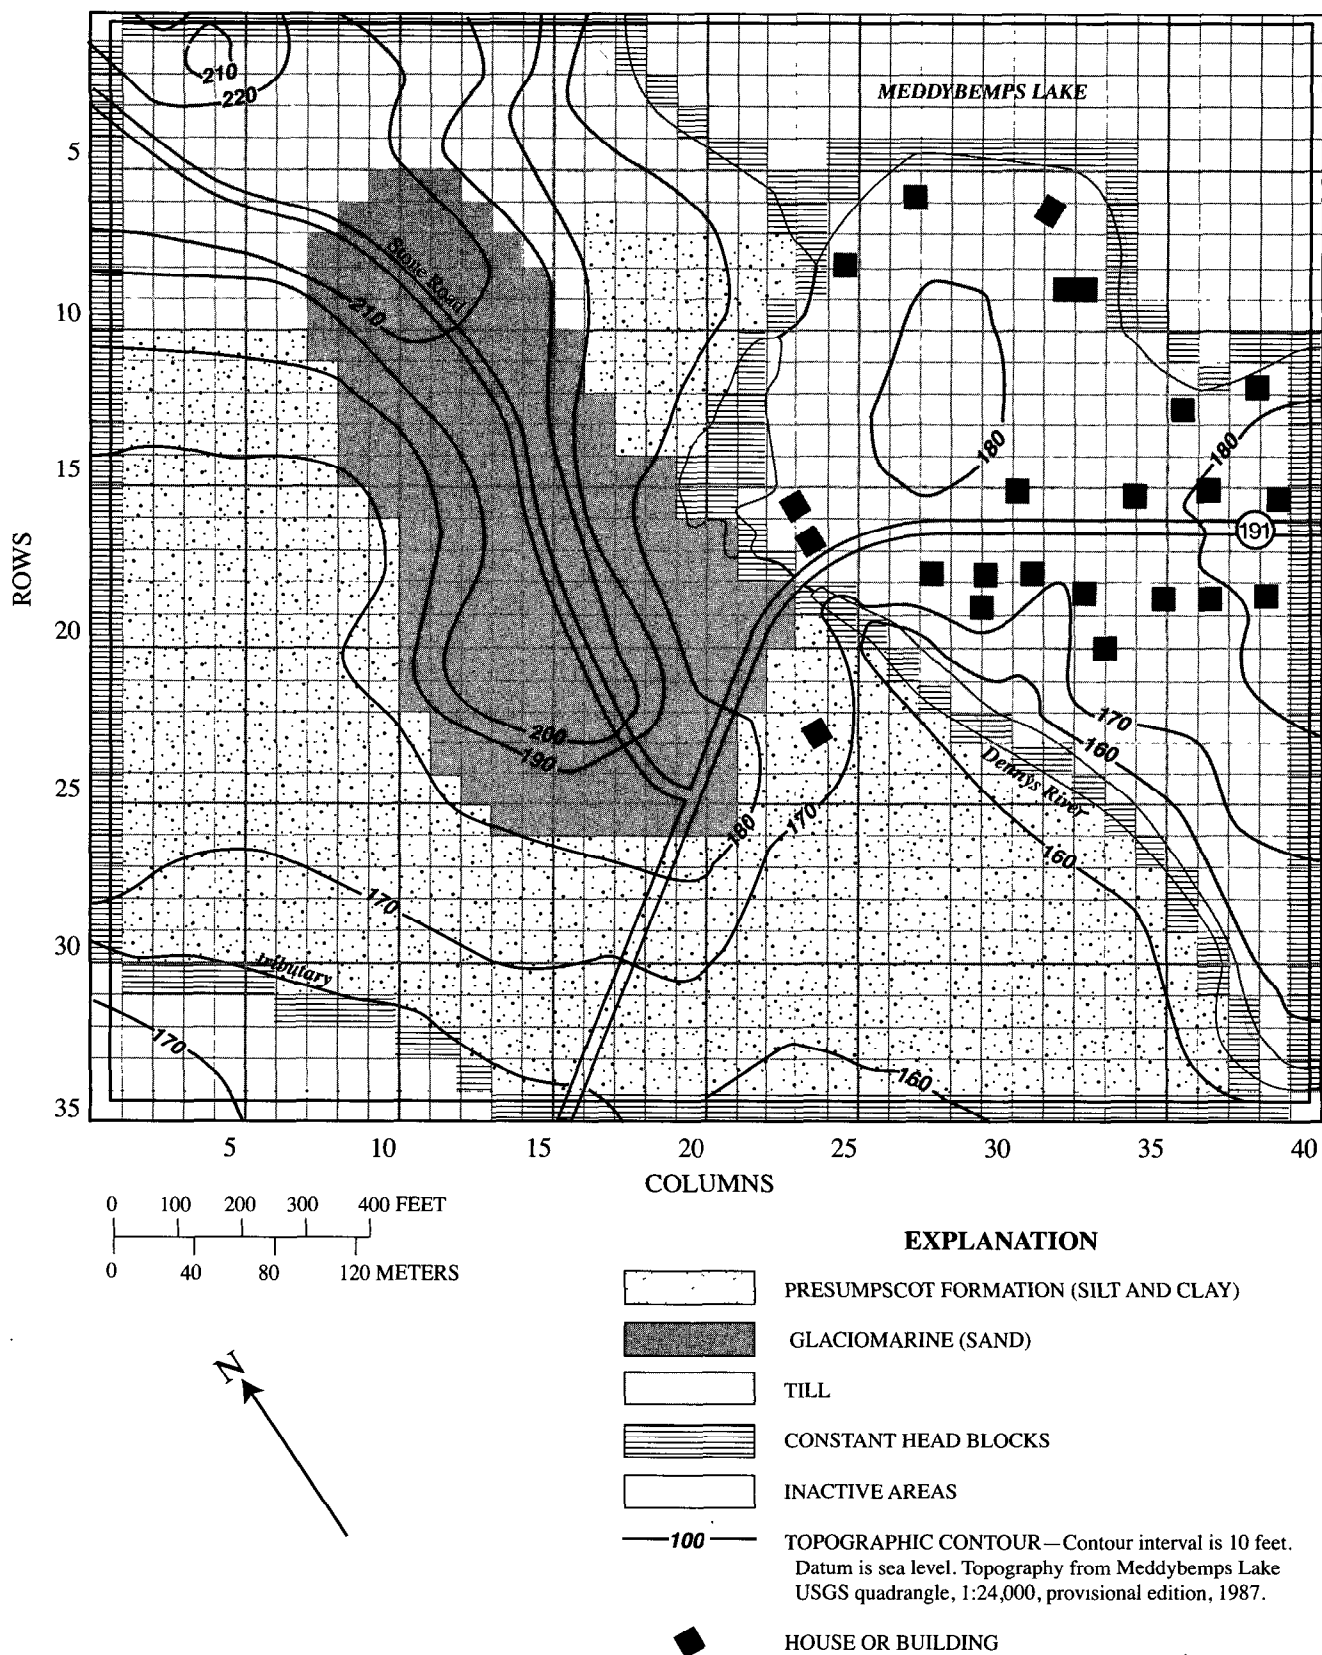 MEDDYBEMPS LAKE
210
220
5
Stone Road
10
210
15
180
180
191
ROWS
20
200
190
170
160
Dennys River
25
180
170
160
170
30
tributary
170
160
35
5 10 15 20 25 30 35 40
COLUMNS
0 100 200 300 400 FEET
0 40 80 120 METERS
N
EXPLANATION
PRESUMPSCOT FORMATION (SILT AND CLAY)
GLACIOMARINE (SAND)
TILL
CONSTANT HEAD BLOCKS
INACTIVE AREAS
100 TOPOGRAPHIC CONTOUR—Contour interval is 10 feet.
Datum is sea level. Topography from Meddybemps Lake
USGS quadrangle, 1:24,000, provisional edition, 1987.
HOUSE OR BUILDING